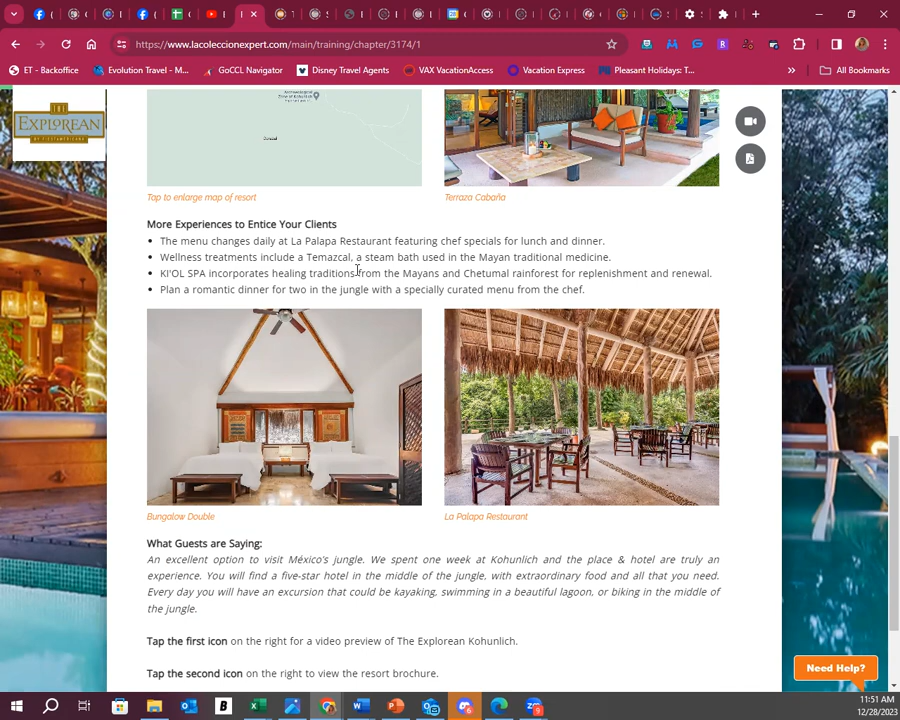 https://www.lacoleccionexpert.com/main/training/chapter/3174/1
ET - Backoffice
Evolution Travel - M...
GoCCL Navigator
Disney Travel Agents
VAX VacationAccess
Vacation Express
Pleasant Holidays: T...
»
All Bookmarks
THE
EXPLOREAN
Tap to enlarge map of resort
Terraza Cabaña
More Experiences to Entice Your Clients
• The menu changes daily at La Palapa Restaurant featuring chef specials for lunch and dinner.
• Wellness treatments include a Temazcal, a steam bath used in the Mayan traditional medicine.
• KI'OL SPA incorporates healing traditions from the Mayans and Chetumal rainforest for replenishment and renewal.
• Plan a romantic dinner for two in the jungle with a specially curated menu from the chef.
Bungalow Double
La Palapa Restaurant
What Guests are Saying:
An excellent option to visit México's jungle. We spent one week at Kohunlich and the place & hotel are truly an
experience. You will find a five-star hotel in the middle of the jungle, with extraordinary food and all that you need.
Every day you will have an excursion that could be kayaking, swimming in a beautiful lagoon, or biking in the middle of
the jungle.
Tap the first icon on the right for a video preview of The Explorean Kohunlich.
Tap the second icon on the right to view the resort brochure.
Need Help?
11:51 AM
12/28/2023